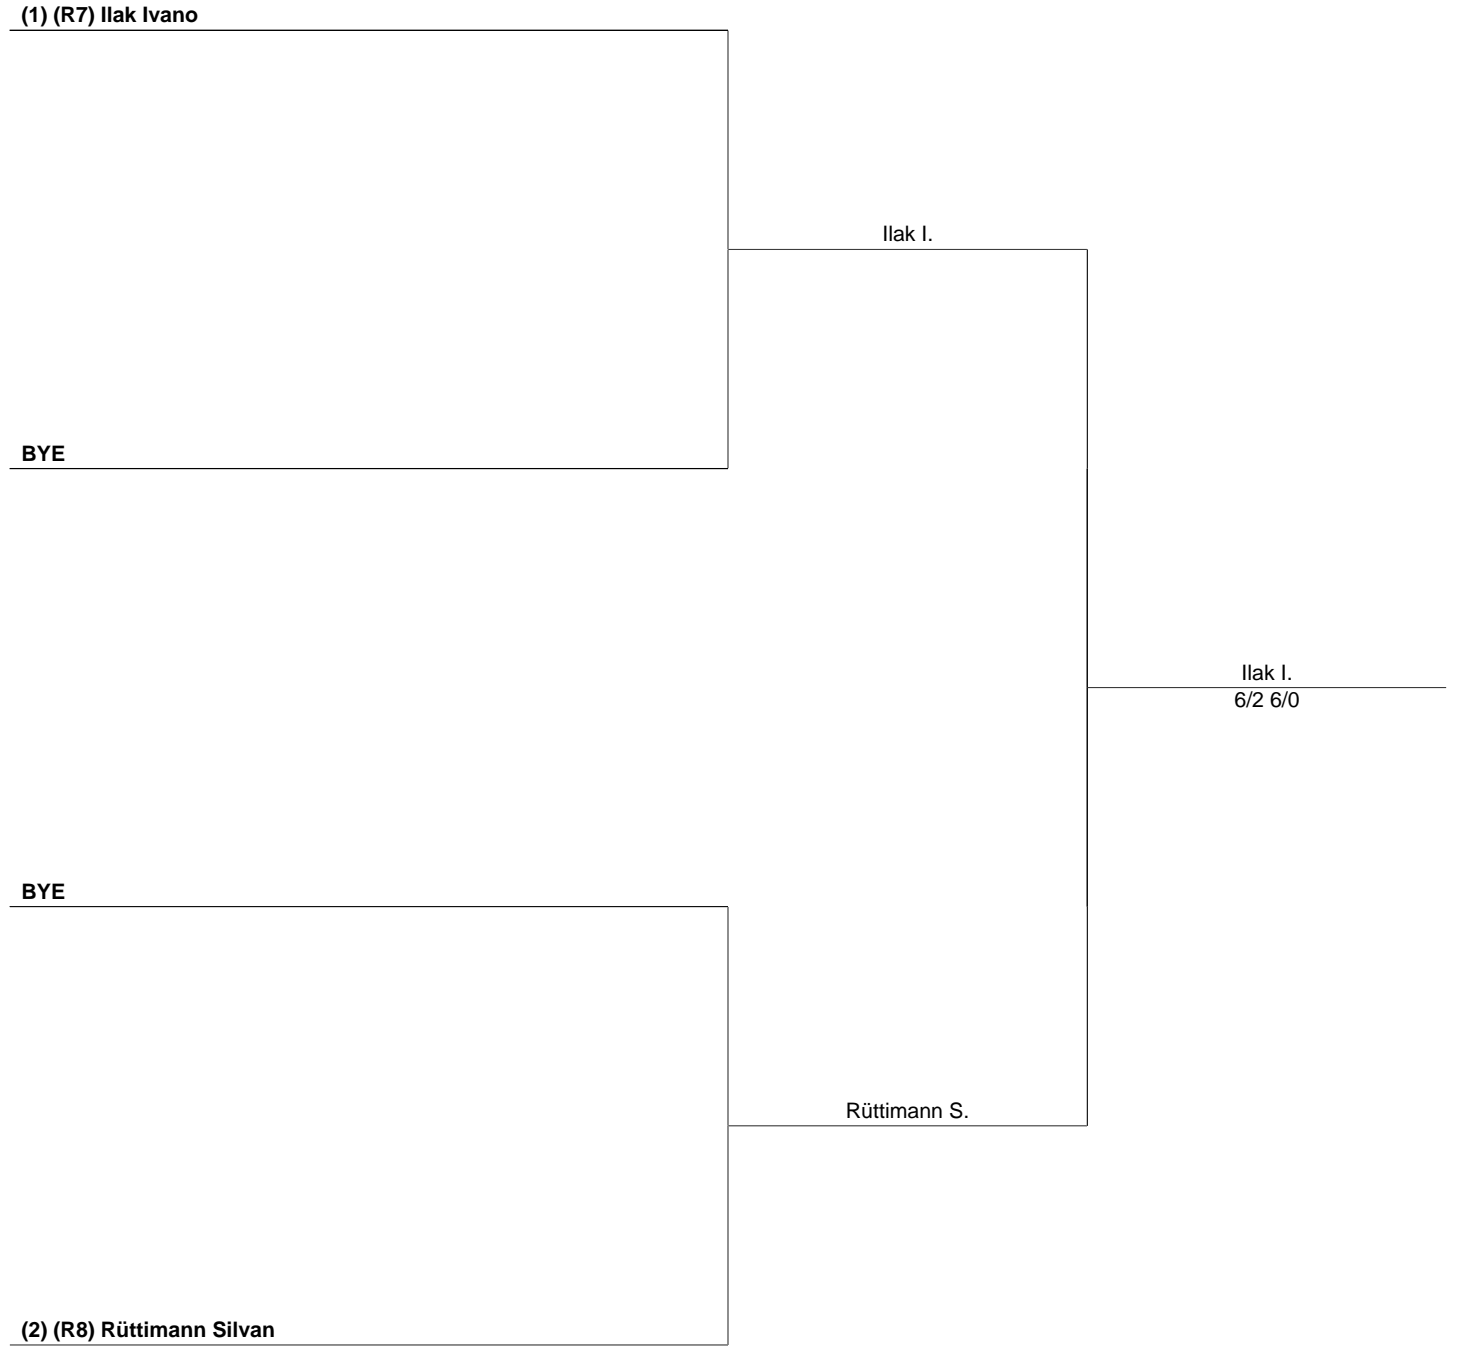 (1) (R7) Ilak Ivano
Ilak I.
BYE
Ilak I.
6/2 6/0
BYE
Rüttimann S.
(2) (R8) Rüttimann Silvan